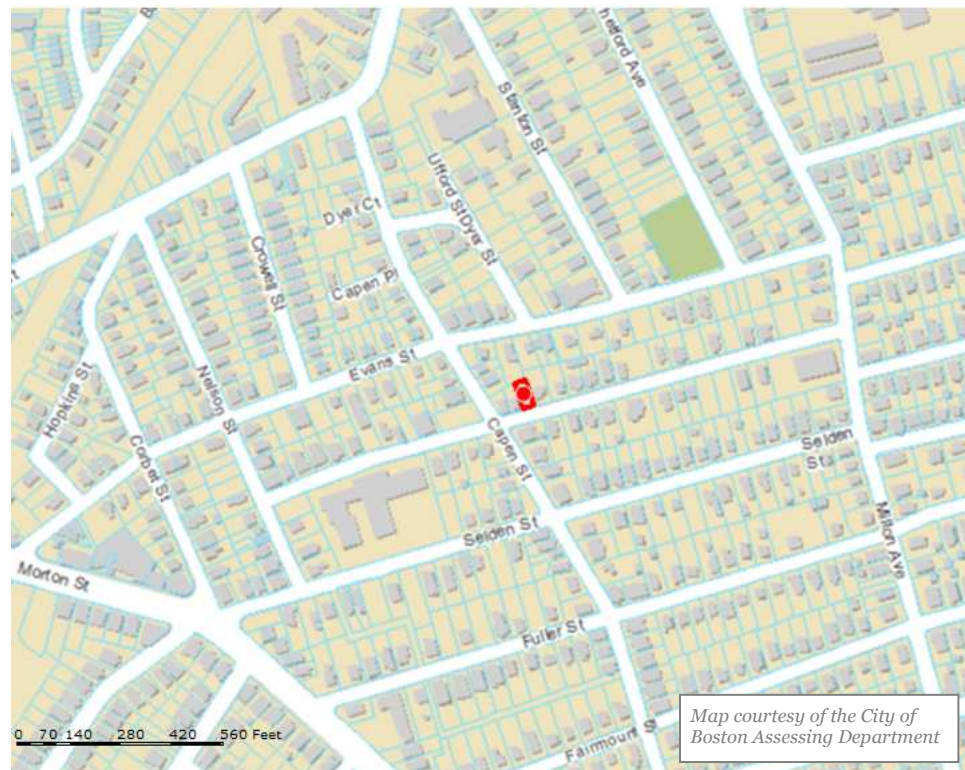 hetford Ave
Stanton St
Ufford St
Dyer St
Dyer Ct
Capen Pl
Crowell St
Evans St
Hopkins St
Nelson St
Corbet St
Capen St
Selden
St
Selden St
Milton Ave
Morton St
Fuller St
Fairmount S
0 70 140 280 420 560 Feet
Map courtesy of the City of
Boston Assessing Department